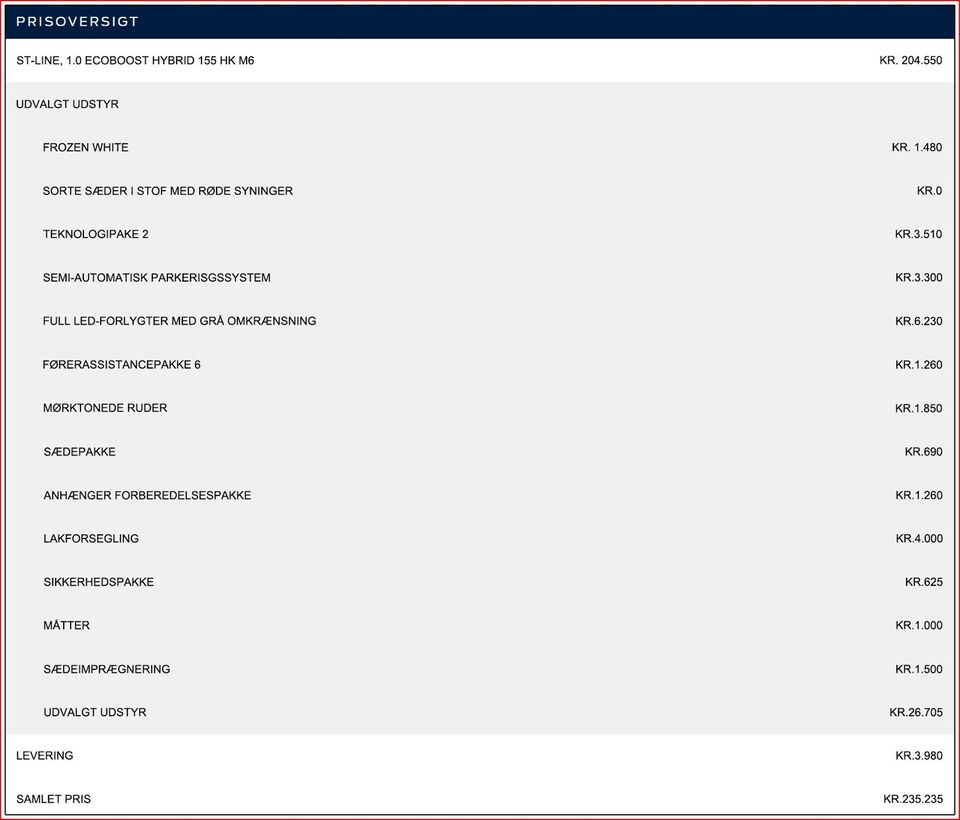 PRISOVERSIGT
ST-LINE, 1.0 ECOBOOST HYBRID 155 HK M6 KR. 204.550
UDVALGT UDSTYR
FROZEN WHITE KR. 1.480
SORTE SÆDER I STOF MED RØDE SYNINGER KR.0
TEKNOLOGIPAKE 2 KR.3.510
SEMI-AUTOMATISK PARKERISGSSYSTEM KR.3.300
FULL LED-FORLYGTER MED GRÅ OMKRÆNSNING KR.6.230
FØRERASSISTANCEPAKKE 6 KR.1.260
MØRKTONEDE RUDER KR.1.850
SÆDEPAKKE KR.690
ANHÆNGER FORBEREDELSESPAKKE KR.1.260
LAKFORSEGLING KR.4.000
SIKKERHEDSPAKKE KR.625
MÅTTER KR.1.000
SÆDEIMPRÆGNERING KR.1.500
UDVALGT UDSTYR KR.26.705
LEVERING KR.3.980
SAMLET PRIS KR.235.235